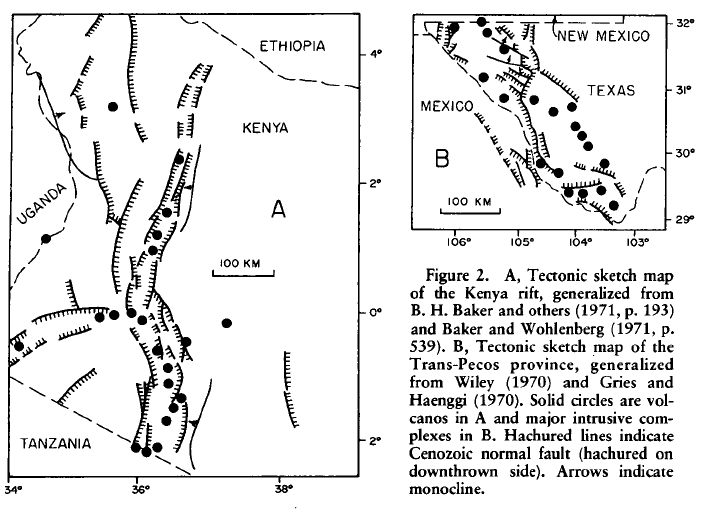 ETHIOPIA
4°
KENYA
2°
UGANDA
A
100 KM
0°
TANZANIA
2°
34°
36°
38°
32°
NEW MEXICO
TEXAS
31°
MEXICO
B
30°
100 KM
29°
106°
105°
104°
103°
Figure 2. A, Tectonic sketch map
of the Kenya rift, generalized from
B. H. Baker and others (1971, p. 193)
and Baker and Wohlenberg (1971, p.
539). B, Tectonic sketch map of the
Trans-Pecos province, generalized
from Wiley (1970) and Gries and
Haenggi (1970). Solid circles are vol-
canos in A and major intrusive com-
plexes in B. Hachured lines indicate
Cenozoic normal fault (hachured on
downthrown side). Arrows indicate
monocline.